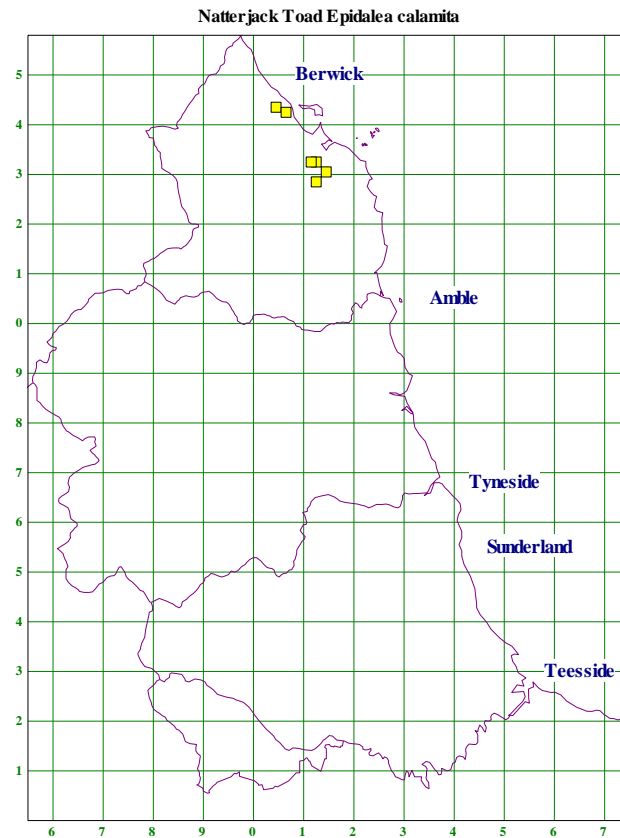 Natterjack Toad Epidalea calamita
5
Berwick
4
3
2
1
Amble
0
9
8
7
Tyneside
6
Sunderland
5
4
3
Teesside
2
1
6 7 8 9 0 1 2 3 4 5 6 7